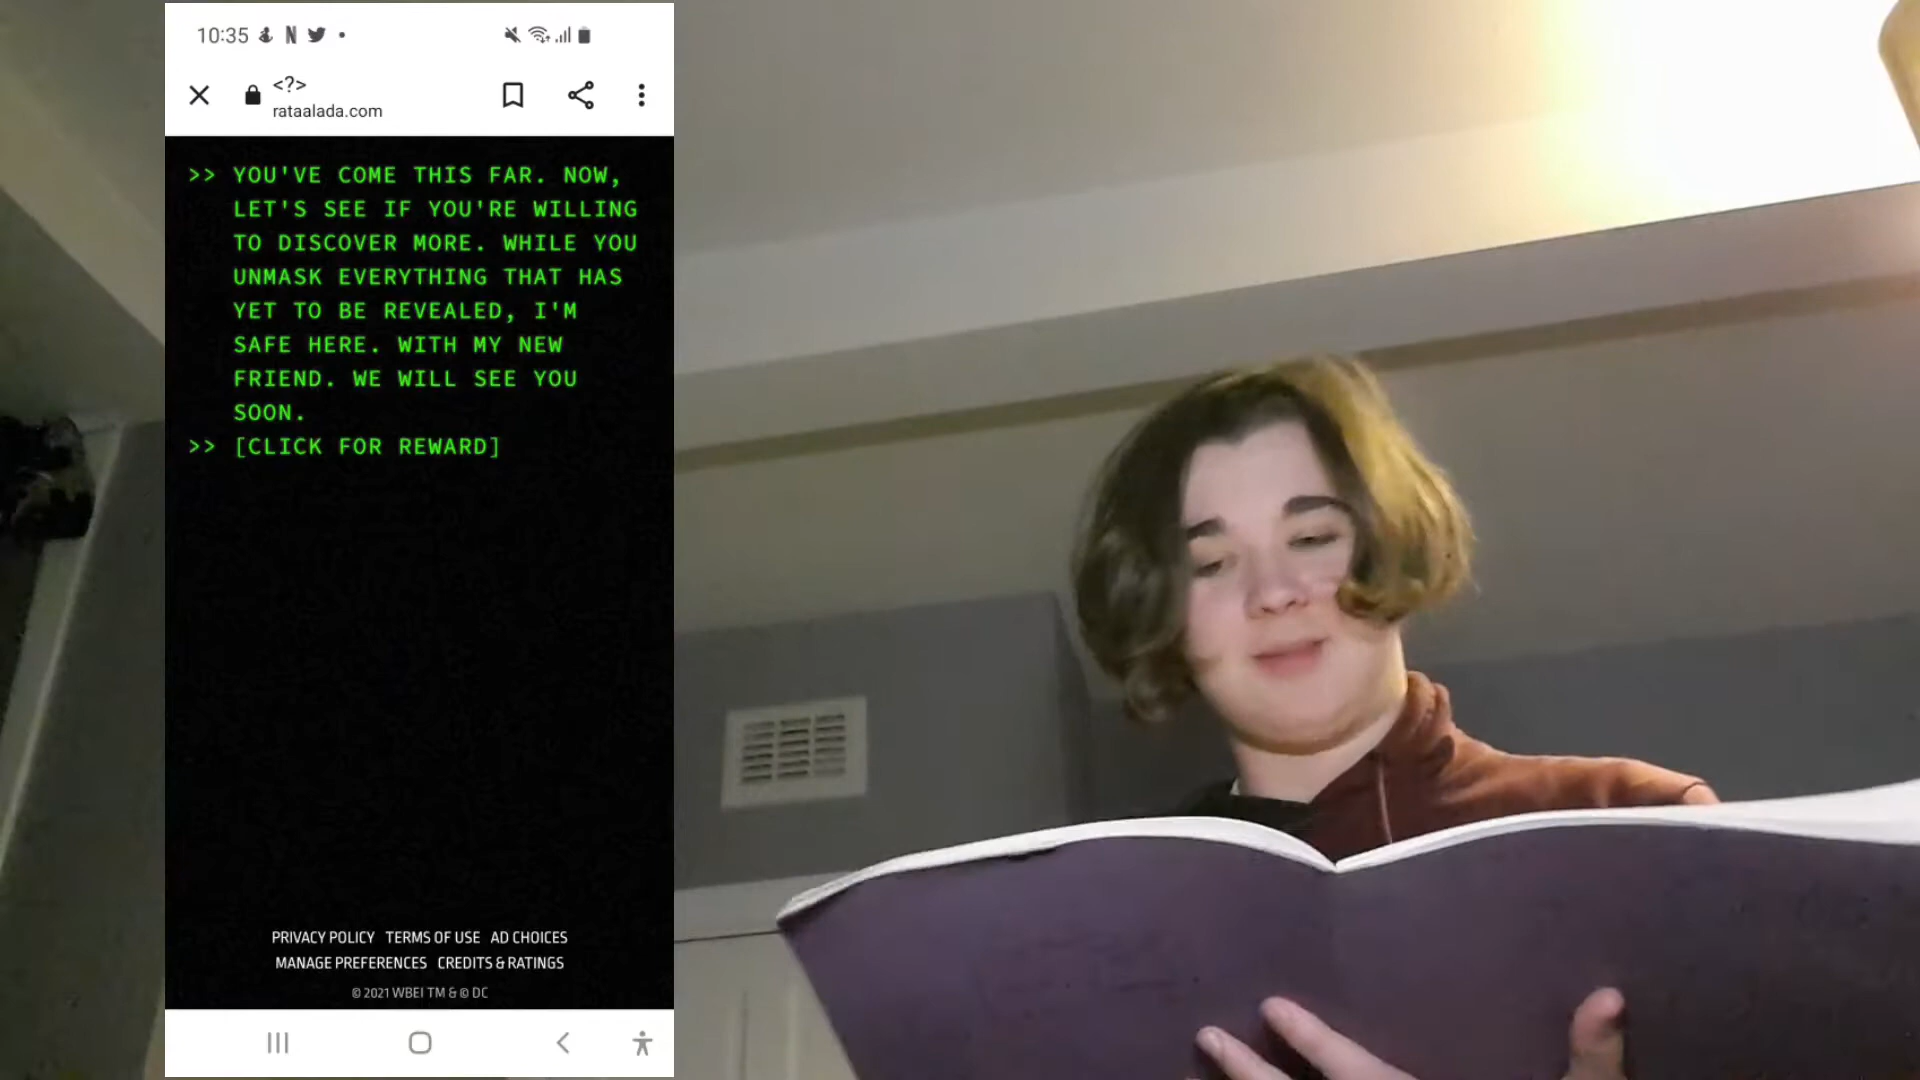 10:35
<?>
rataalada.com
>> YOU'VE COME THIS FAR. NOW,
LET'S SEE IF YOU'RE WILLING
TO DISCOVER MORE. WHILE YOU
UNMASK EVERYTHING THAT HAS
YET TO BE REVEALED, I'M
SAFE HERE. WITH MY NEW
FRIEND. WE WILL SEE YOU
SOON.
>> [CLICK FOR REWARD]
PRIVACY POLICY TERMS OF USE AD CHOICES
MANAGE PREFERENCES CREDITS & RATINGS
© 2021 WBEI TM & © DC